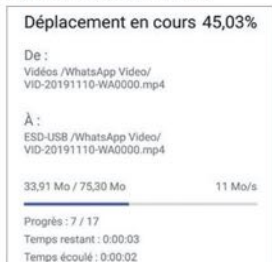 Déplacement en cours 45,03%
De :
Vidéos /WhatsApp Video/
VID-20191110-WA0000.mp4
À :
ESD-USB /WhatsApp Video/
VID-20191110-WA0000.mp4
33,91 Mo / 75,30 Mo 11 Mo/s
Progrès : 7 / 17
Temps restant : 0:00:03
Temps écoulé : 0:00:02